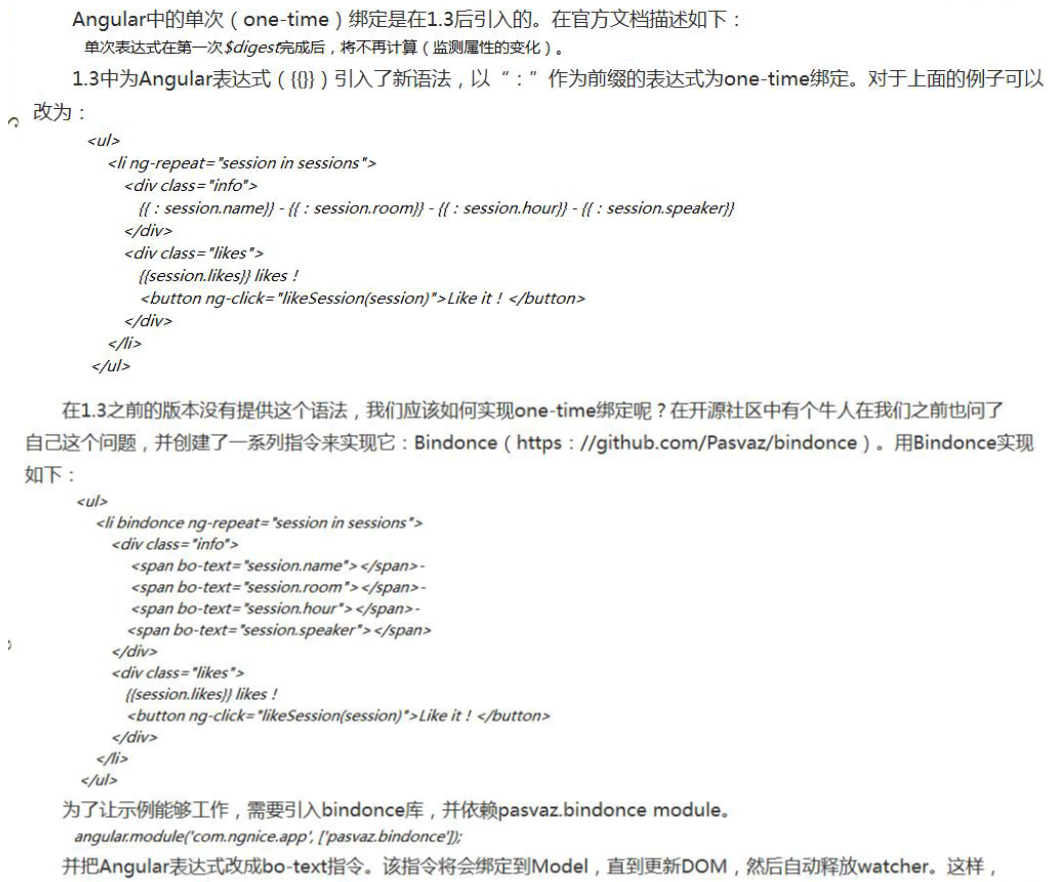 Angular中的单次（one-time）绑定是在1.3后引入的。在官方文档描述如下：
单次表达式在第一次$digest完成后，将不再计算（监测属性的变化）。
1.3中为Angular表达式（{{}}）引入了新语法，以“：”作为前缀的表达式为one-time绑定。对于上面的例子可以
改为：
<ul>
<li ng-repeat="session in sessions">
<div class="info">
{{：session.name}} - {{：session.room}} - {{：session.hour}} - {{：session.speaker}}
</div>
<div class="likes">
{{session.likes}} likes！
<button ng-click="likeSession(session)">Like it！</button>
</div>
</li>
</ul>
在1.3之前的版本没有提供这个语法，我们应该如何实现one-time绑定呢？在开源社区中有个牛人在我们之前也问了
自己这个问题，并创建了一系列指令来实现它：Bindonce（https：//github.com/Pasvaz/bindonce）。用Bindonce实现
如下：
<ul>
<li bindonce ng-repeat="session in sessions">
<div class="info">
<span bo-text="session.name"></span>-
<span bo-text="session.room"></span>-
<span bo-text="session.hour"></span>-
<span bo-text="session.speaker"></span>
</div>
<div class="likes">
{{session.likes}} likes！
<button ng-click="likeSession(session)">Like it！</button>
</div>
</li>
</ul>
为了让示例能够工作，需要引入bindonce库，并依赖pasvaz.bindonce module。
angular.module('com.ngnice.app', ['pasvaz.bindonce']);
并把Angular表达式改成bo-text指令。该指令将会绑定到Model，直到更新DOM，然后自动释放watcher。这样，